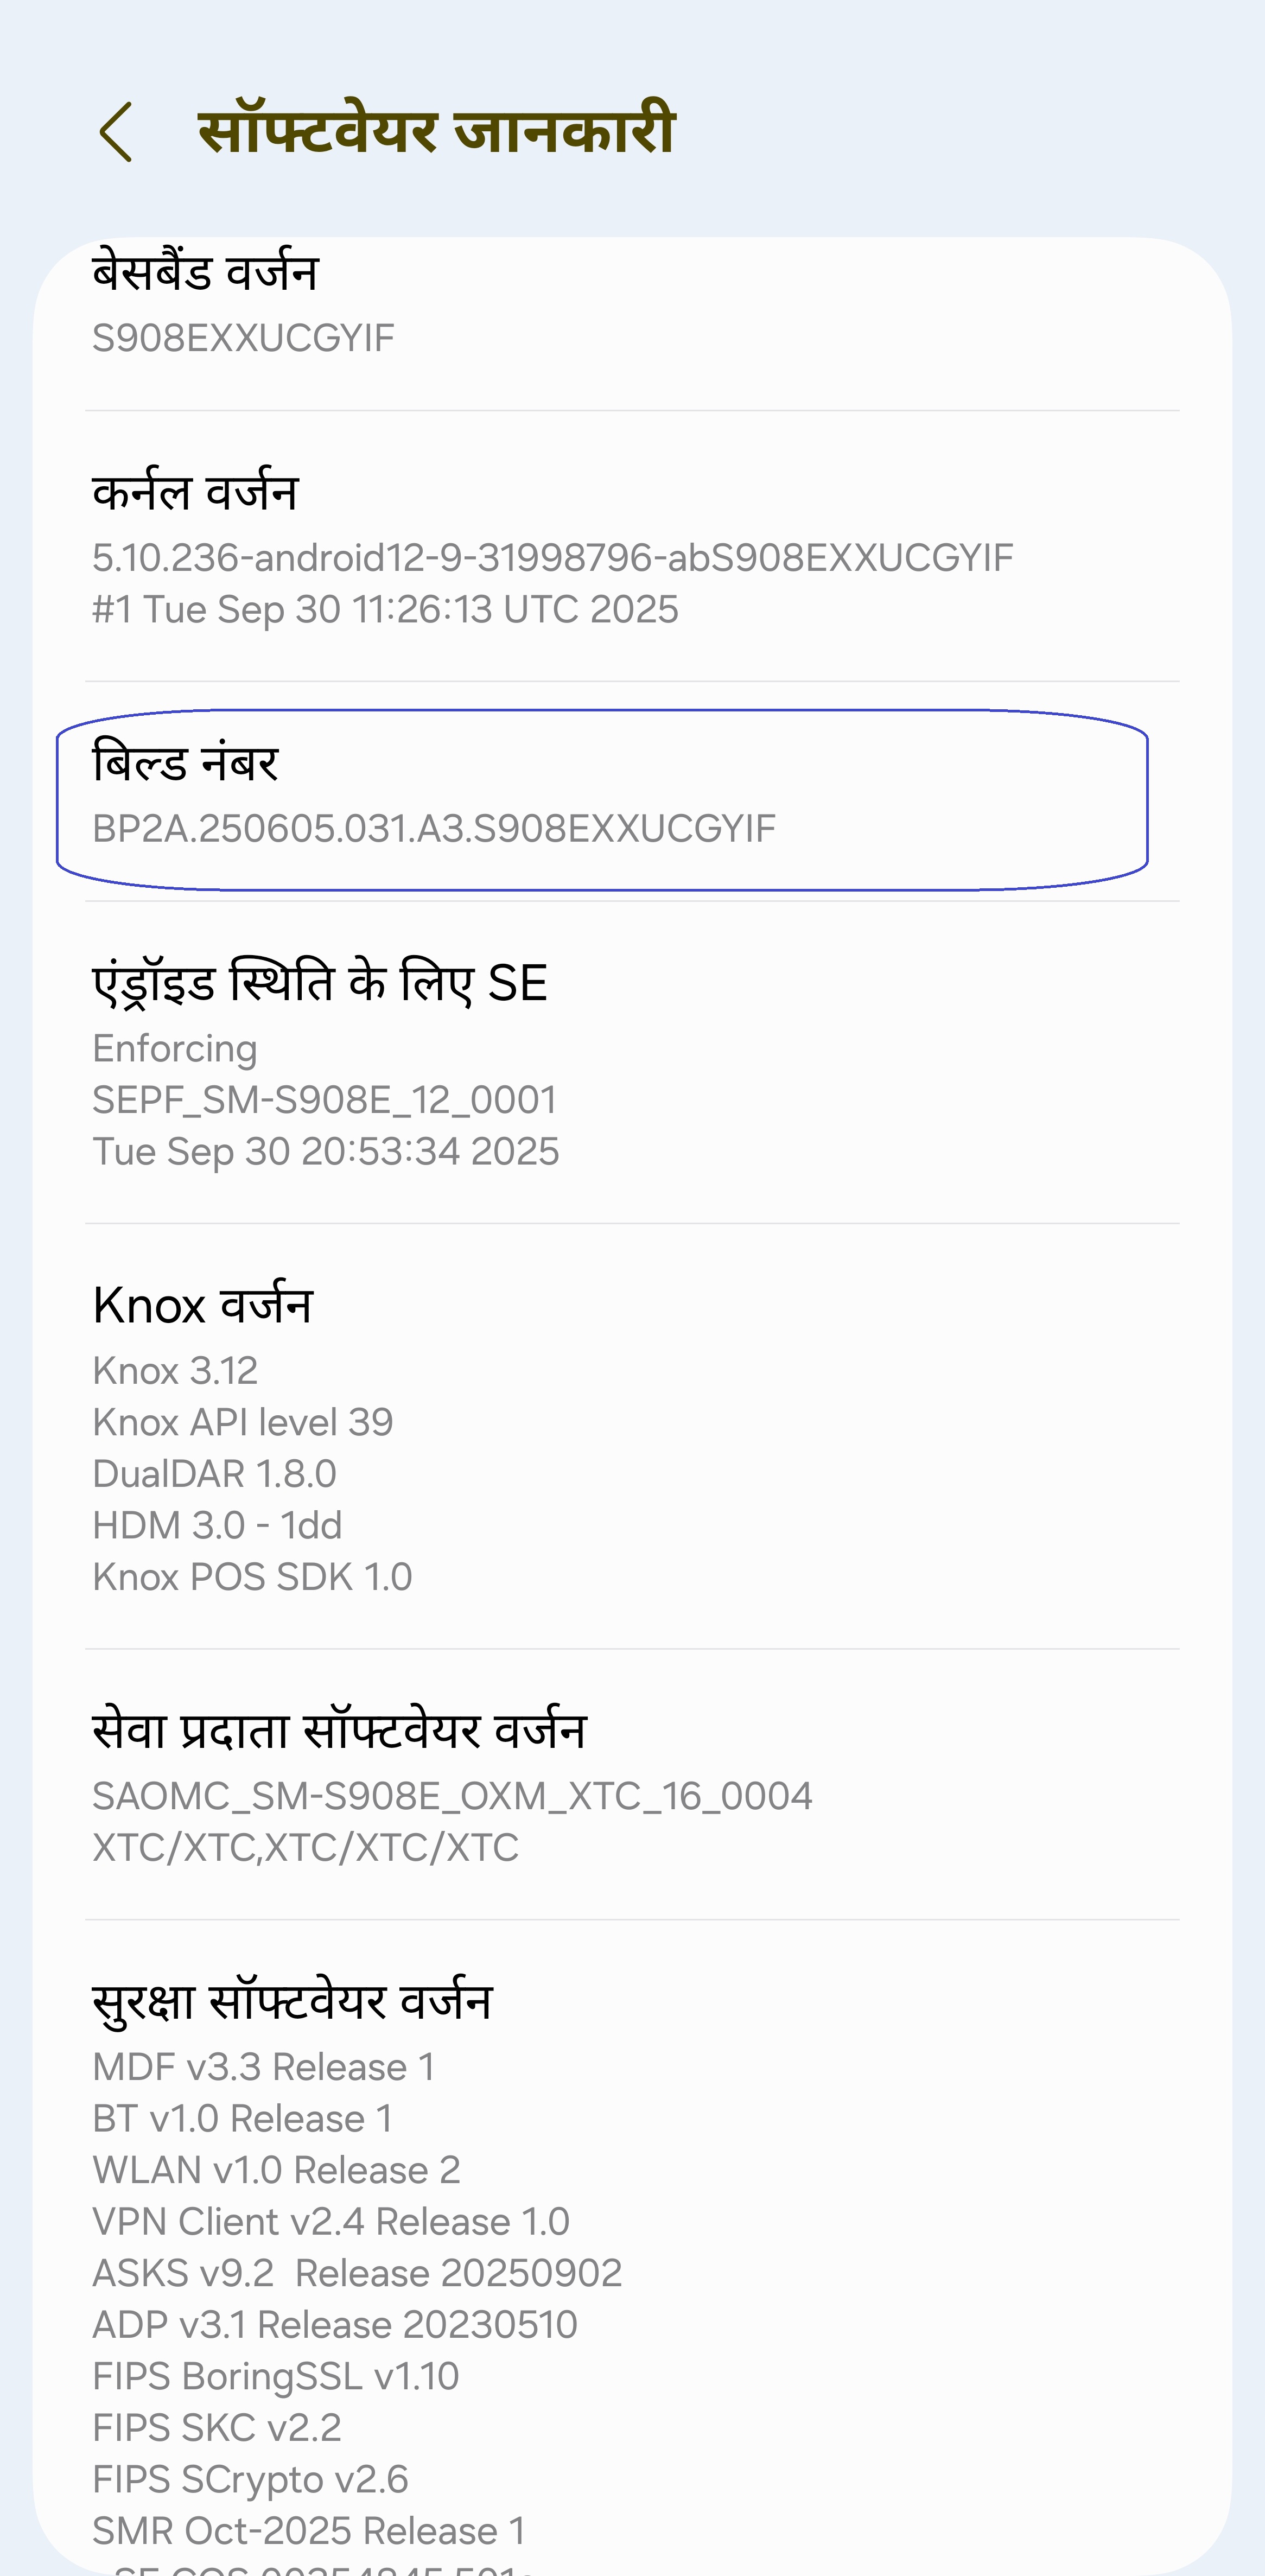 सॉफ्टवेयर जानकारी
बेसबैंड वर्जन
S908EXXUCGYIF
कर्नल वर्जन
5.10.236-android12-9-31998796-abS908EXXUCGYIF
#1 Tue Sep 30 11:26:13 UTC 2025
बिल्ड नंबर
BP2A.250605.031.A3.S908EXXUCGYIF
एंड्रॉइड स्थिति के लिए SE
Enforcing
SEPF_SM-S908E_12_0001
Tue Sep 30 20:53:34 2025
Knox वर्जन
Knox 3.12
Knox API level 39
DualDAR 1.8.0
HDM 3.0 - 1dd
Knox POS SDK 1.0
सेवा प्रदाता सॉफ्टवेयर वर्जन
SAOMC_SM-S908E_OXM_XTC_16_0004
XTC/XTC,XTC/XTC/XTC
सुरक्षा सॉफ्टवेयर वर्जन
MDF v3.3 Release 1
BT v1.0 Release 1
WLAN v1.0 Release 2
VPN Client v2.4 Release 1.0
ASKS v9.2  Release 20250902
ADP v3.1 Release 20230510
FIPS BoringSSL v1.10
FIPS SKC v2.2
FIPS SCrypto v2.6
SMR Oct-2025 Release 1